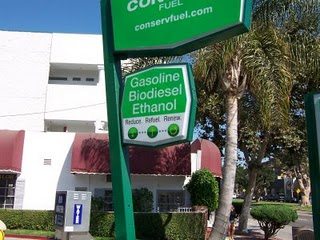 FUEL
conservfuel.com
Gasoline
Biodiesel
Ethanol
Reduce. Refuel. Renew.